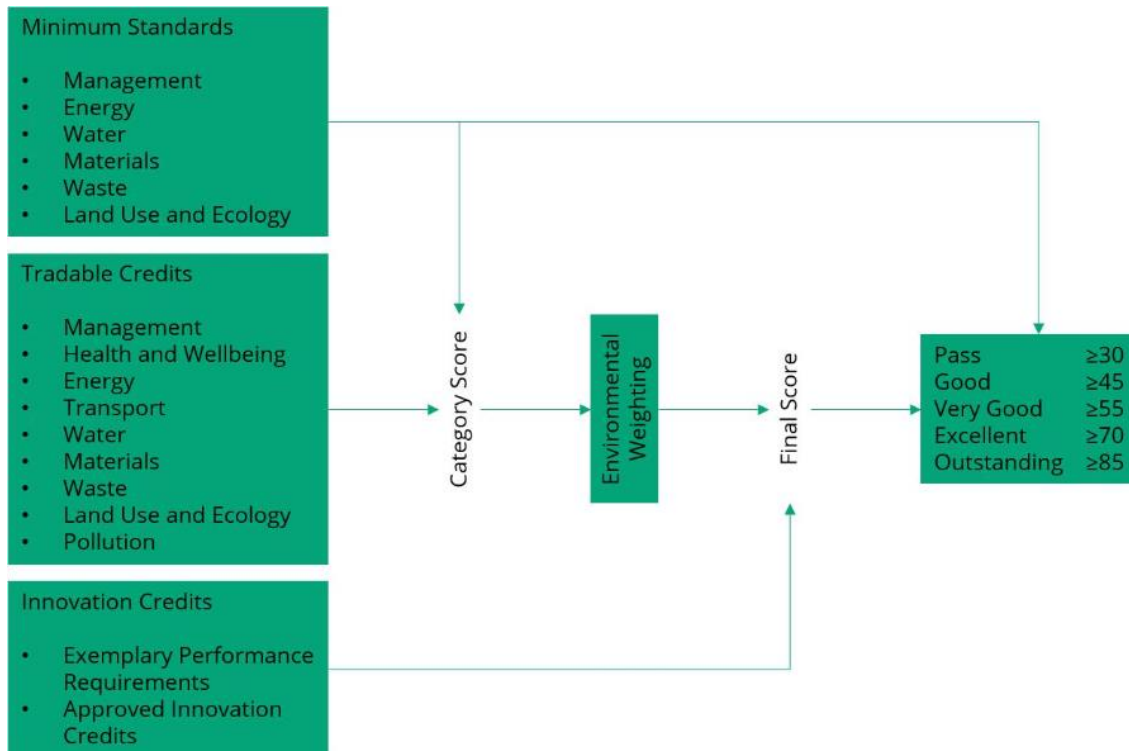 Minimum Standards
• Management
• Energy
• Water
• Materials
• Waste
• Land Use and Ecology
Tradable Credits
• Management
• Health and Wellbeing
• Energy
• Transport
• Water
• Materials
• Waste
• Land Use and Ecology
• Pollution
Innovation Credits
• Exemplary Performance
Requirements
• Approved Innovation
Credits
Category Score
Environmental
Weighting
Final Score
Pass ≥30
Good ≥45
Very Good ≥55
Excellent ≥70
Outstanding ≥85